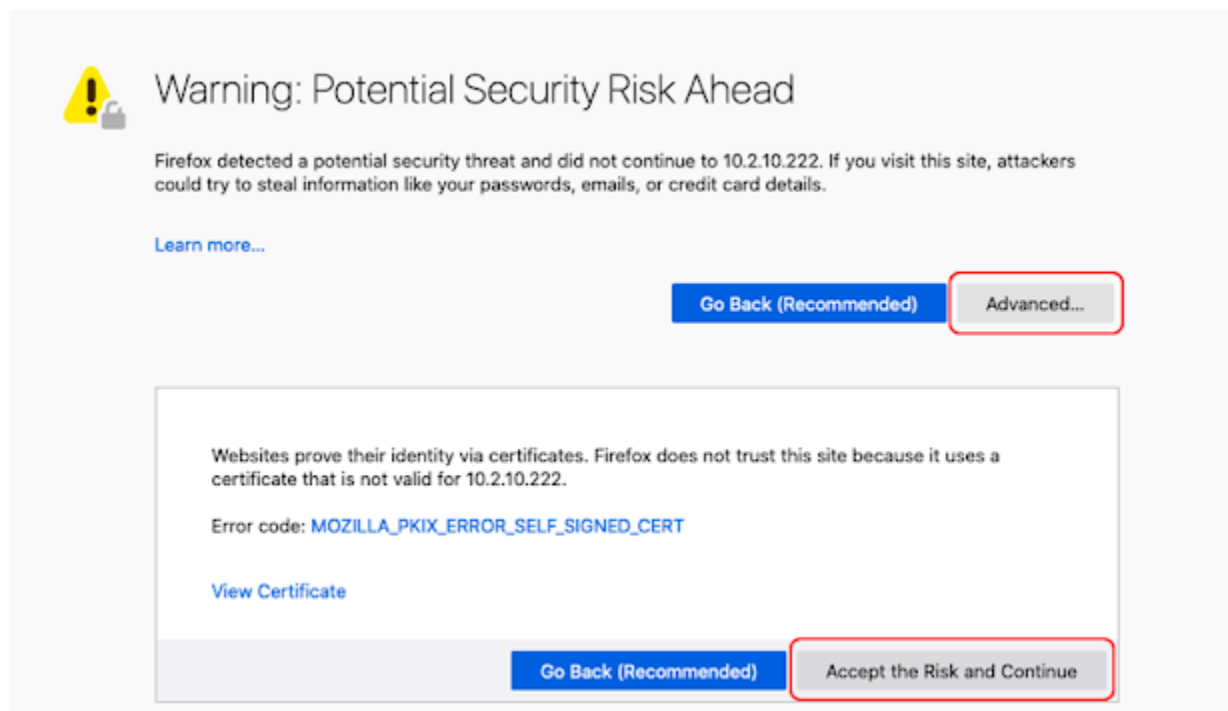 Warning: Potential Security Risk Ahead
Firefox detected a potential security threat and did not continue to 10.2.10.222. If you visit this site, attackers
could try to steal information like your passwords, emails, or credit card details.
Learn more...
Go Back (Recommended)
Advanced...
Websites prove their identity via certificates. Firefox does not trust this site because it uses a
certificate that is not valid for 10.2.10.222.
Error code: MOZILLA_PKIX_ERROR_SELF_SIGNED_CERT
View Certificate
Go Back (Recommended)
Accept the Risk and Continue